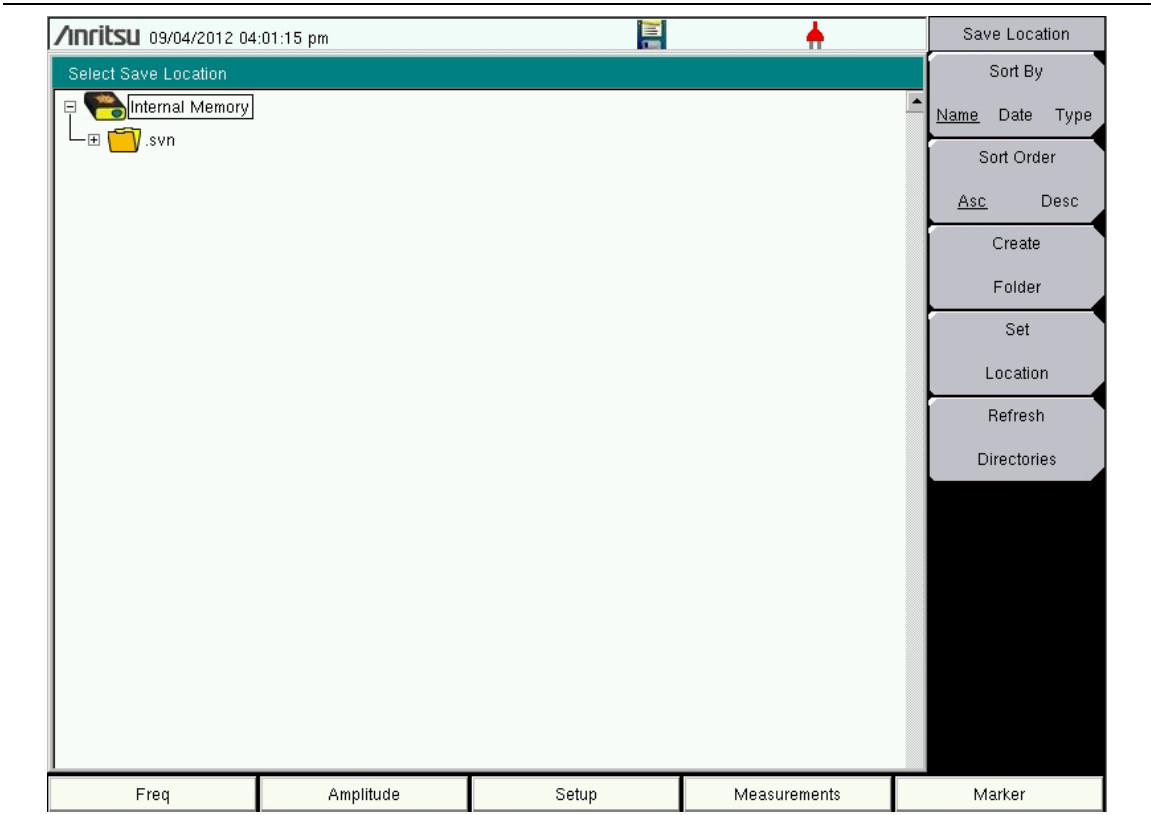 Anritsu 09/04/2012 04:01:15 pm
Select Save Location
Internal Memory
.svn
Save Location
Sort By
Name Date Type
Sort Order
Asc Desc
Create
Folder
Set
Location
Refresh
Directories
Freq Amplitude Setup Measurements Marker